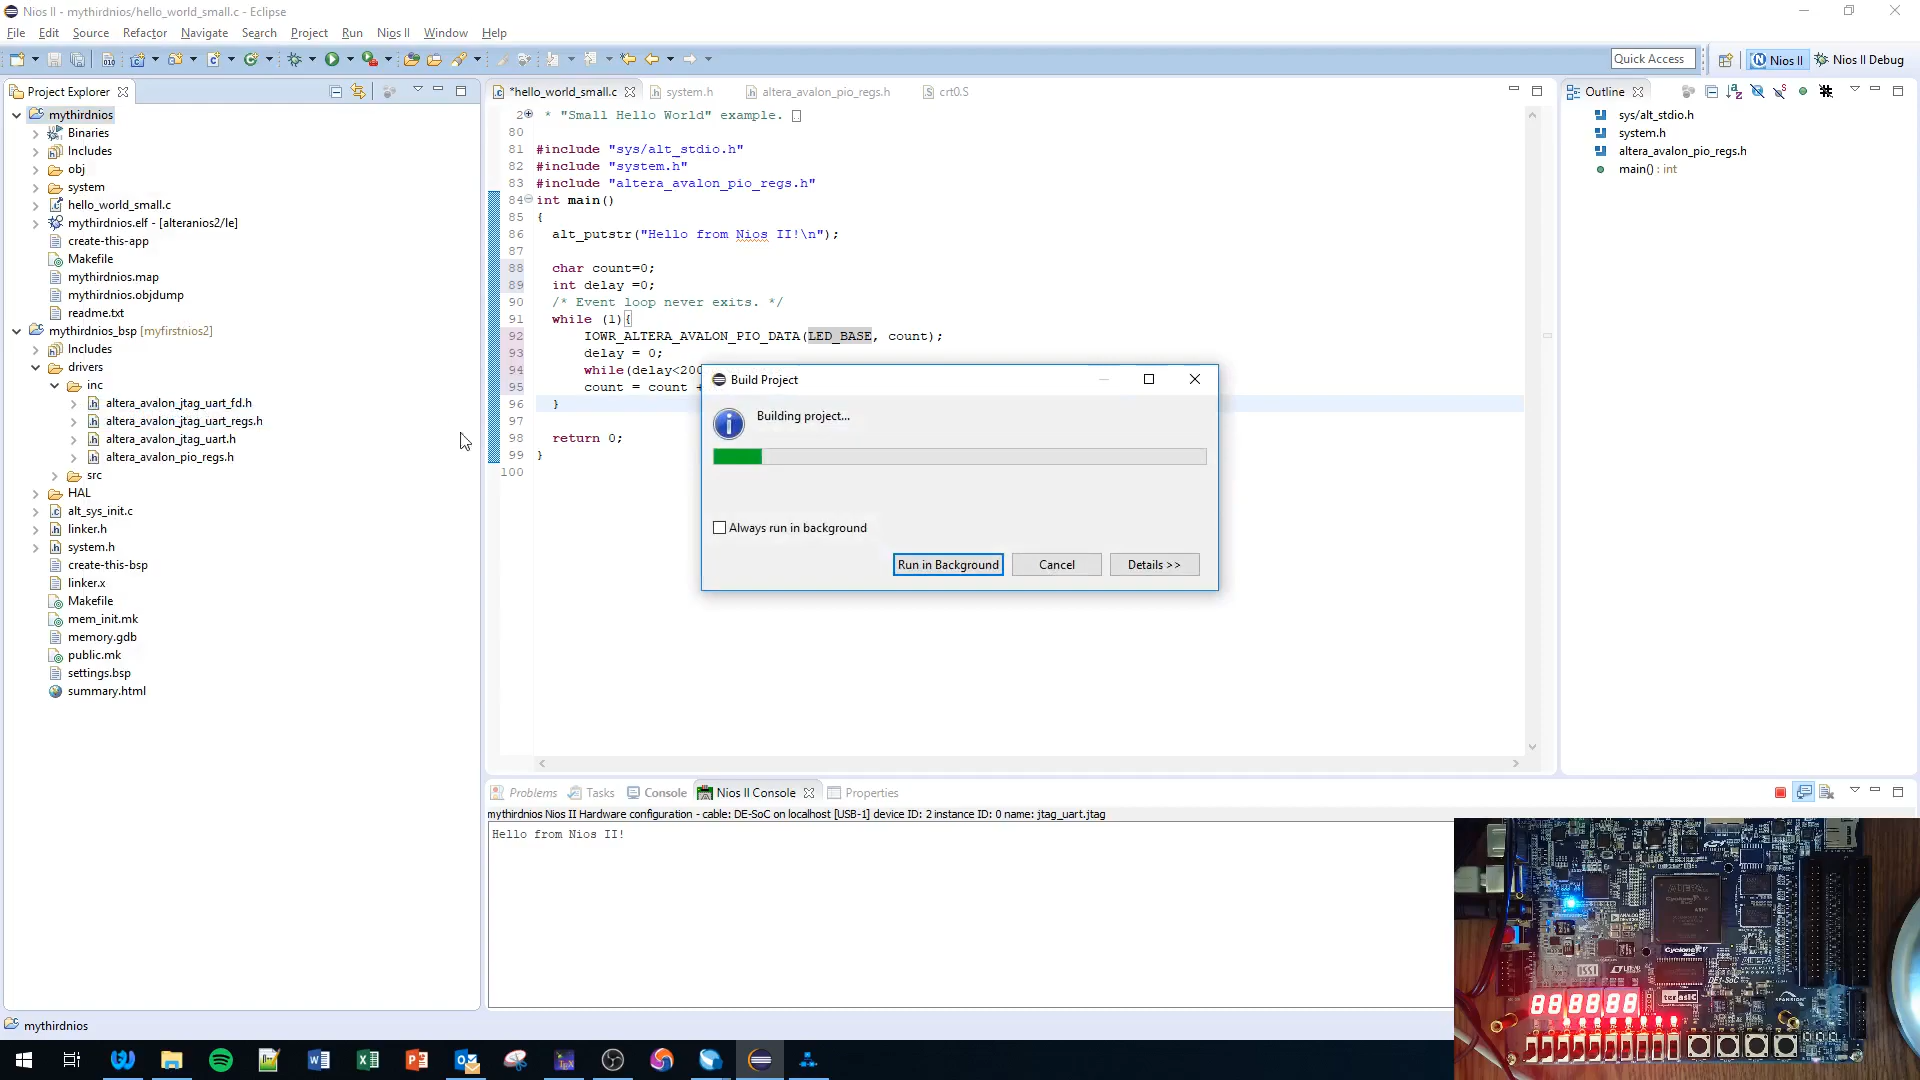 Nios II - mythirdnios/hello_world_small.c - Eclipse
File Edit Source Refactor Navigate Search Project Run Nios II Window Help
Quick Access
Nios II
Nios II Debug
Project Explorer
mythirdnios
Binaries
Includes
obj
system
hello_world_small.c
mythirdnios.elf - [alteranios2/le]
create-this-app
Makefile
mythirdnios.map
mythirdnios.objdump
readme.txt
mythirdnios_bsp [myfirstnios2]
Includes
drivers
inc
altera_avalon_jtag_uart_fd.h
altera_avalon_jtag_uart_regs.h
altera_avalon_jtag_uart.h
altera_avalon_pio_regs.h
src
HAL
alt_sys_init.c
linker.h
system.h
create-this-bsp
linker.x
Makefile
mem_init.mk
memory.gdb
public.mk
settings.bsp
summary.html
*hello_world_small.c system.h altera_avalon_pio_regs.h crt0.S
2 * "Small Hello World" example.
80
81 #include "sys/alt_stdio.h"
82 #include "system.h"
83 #include "altera_avalon_pio_regs.h"
84 int main()
85 {
86 alt_putstr("Hello from Nios II!\n");
87
88 char count=0;
89 int delay =0;
90 /* Event loop never exits. */
91 while (1){
92 IOWR_ALTERA_AVALON_PIO_DATA(LED_BASE, count);
93 delay = 0;
94 while(delay<200
95 count = count +
96 }
97
98 return 0;
99 }
100
Build Project
Building project...
Always run in background
Run in Background Cancel Details >>
Outline
sys/alt_stdio.h
system.h
altera_avalon_pio_regs.h
main() : int
Problems Tasks Console Nios II Console Properties
mythirdnios Nios II Hardware configuration - cable: DE-SoC on localhost [USB-1] device ID: 2 instance ID: 0 name: jtag_uart.jtag
Hello from Nios II!
mythirdnios
Cyclone V
SoC
ISSI
DE1-SoC
terasIC
SPANSION
88 88 88